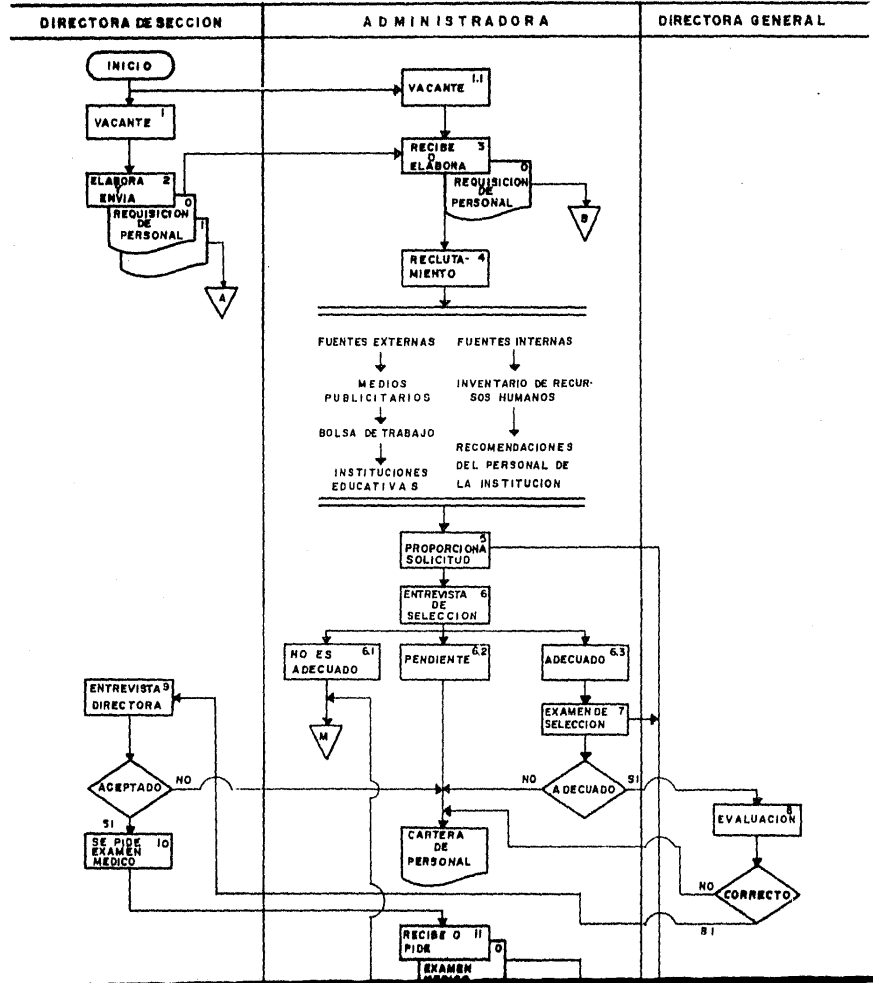 DIRECTORA DE SECCION
ADMINISTRADORA
DIRECTORA GENERAL
INICIO
VACANTE 1
VACANTE 1.1
ELABORA 2
Y
ENVIA
0
REQUISICION
DE
PERSONAL
1
A
RECIBE 3
O
ELABORA
0
REQUISICION
DE
PERSONAL
B
RECLUTA- 4
MIENTO
FUENTES EXTERNAS
MEDIOS
PUBLICITARIOS
BOLSA DE TRABAJO
INSTITUCIONES
EDUCATIVAS
FUENTES INTERNAS
INVENTARIO DE RECUR-
SOS HUMANOS
RECOMENDACIONES
DEL PERSONAL DE
LA INSTITUCION
5
PROPORCIONA
SOLICITUD
ENTREVISTA 6
DE
SELECCION
NO ES 6.1
ADECUADO
PENDIENTE 6.2
ADECUADO 6.3
M
EXAMEN DE 7
SELECCION
ENTREVISTA 9
DIRECTORA
ACEPTADO
NO
SI
NO
ADECUADO
SI
EVALUACION 8
SE PIDE 10
EXAMEN
MEDICO
CARTERA
DE
PERSONAL
NO
CORRECTO
SI
RECIBE O 11
PIDE
0
EXAMEN
MEDICO